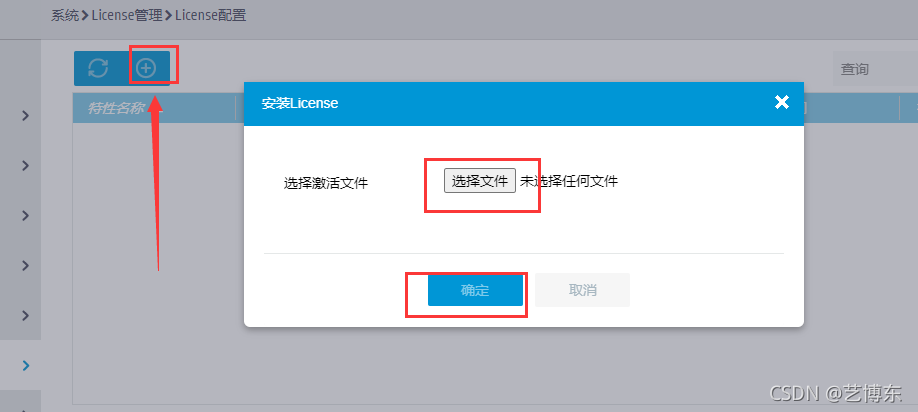 系统>License管理>License配置
查询
特性名称
安装License
选择激活文件 选择文件 未选择任何文件
确定 取消
CSDN @艺博东